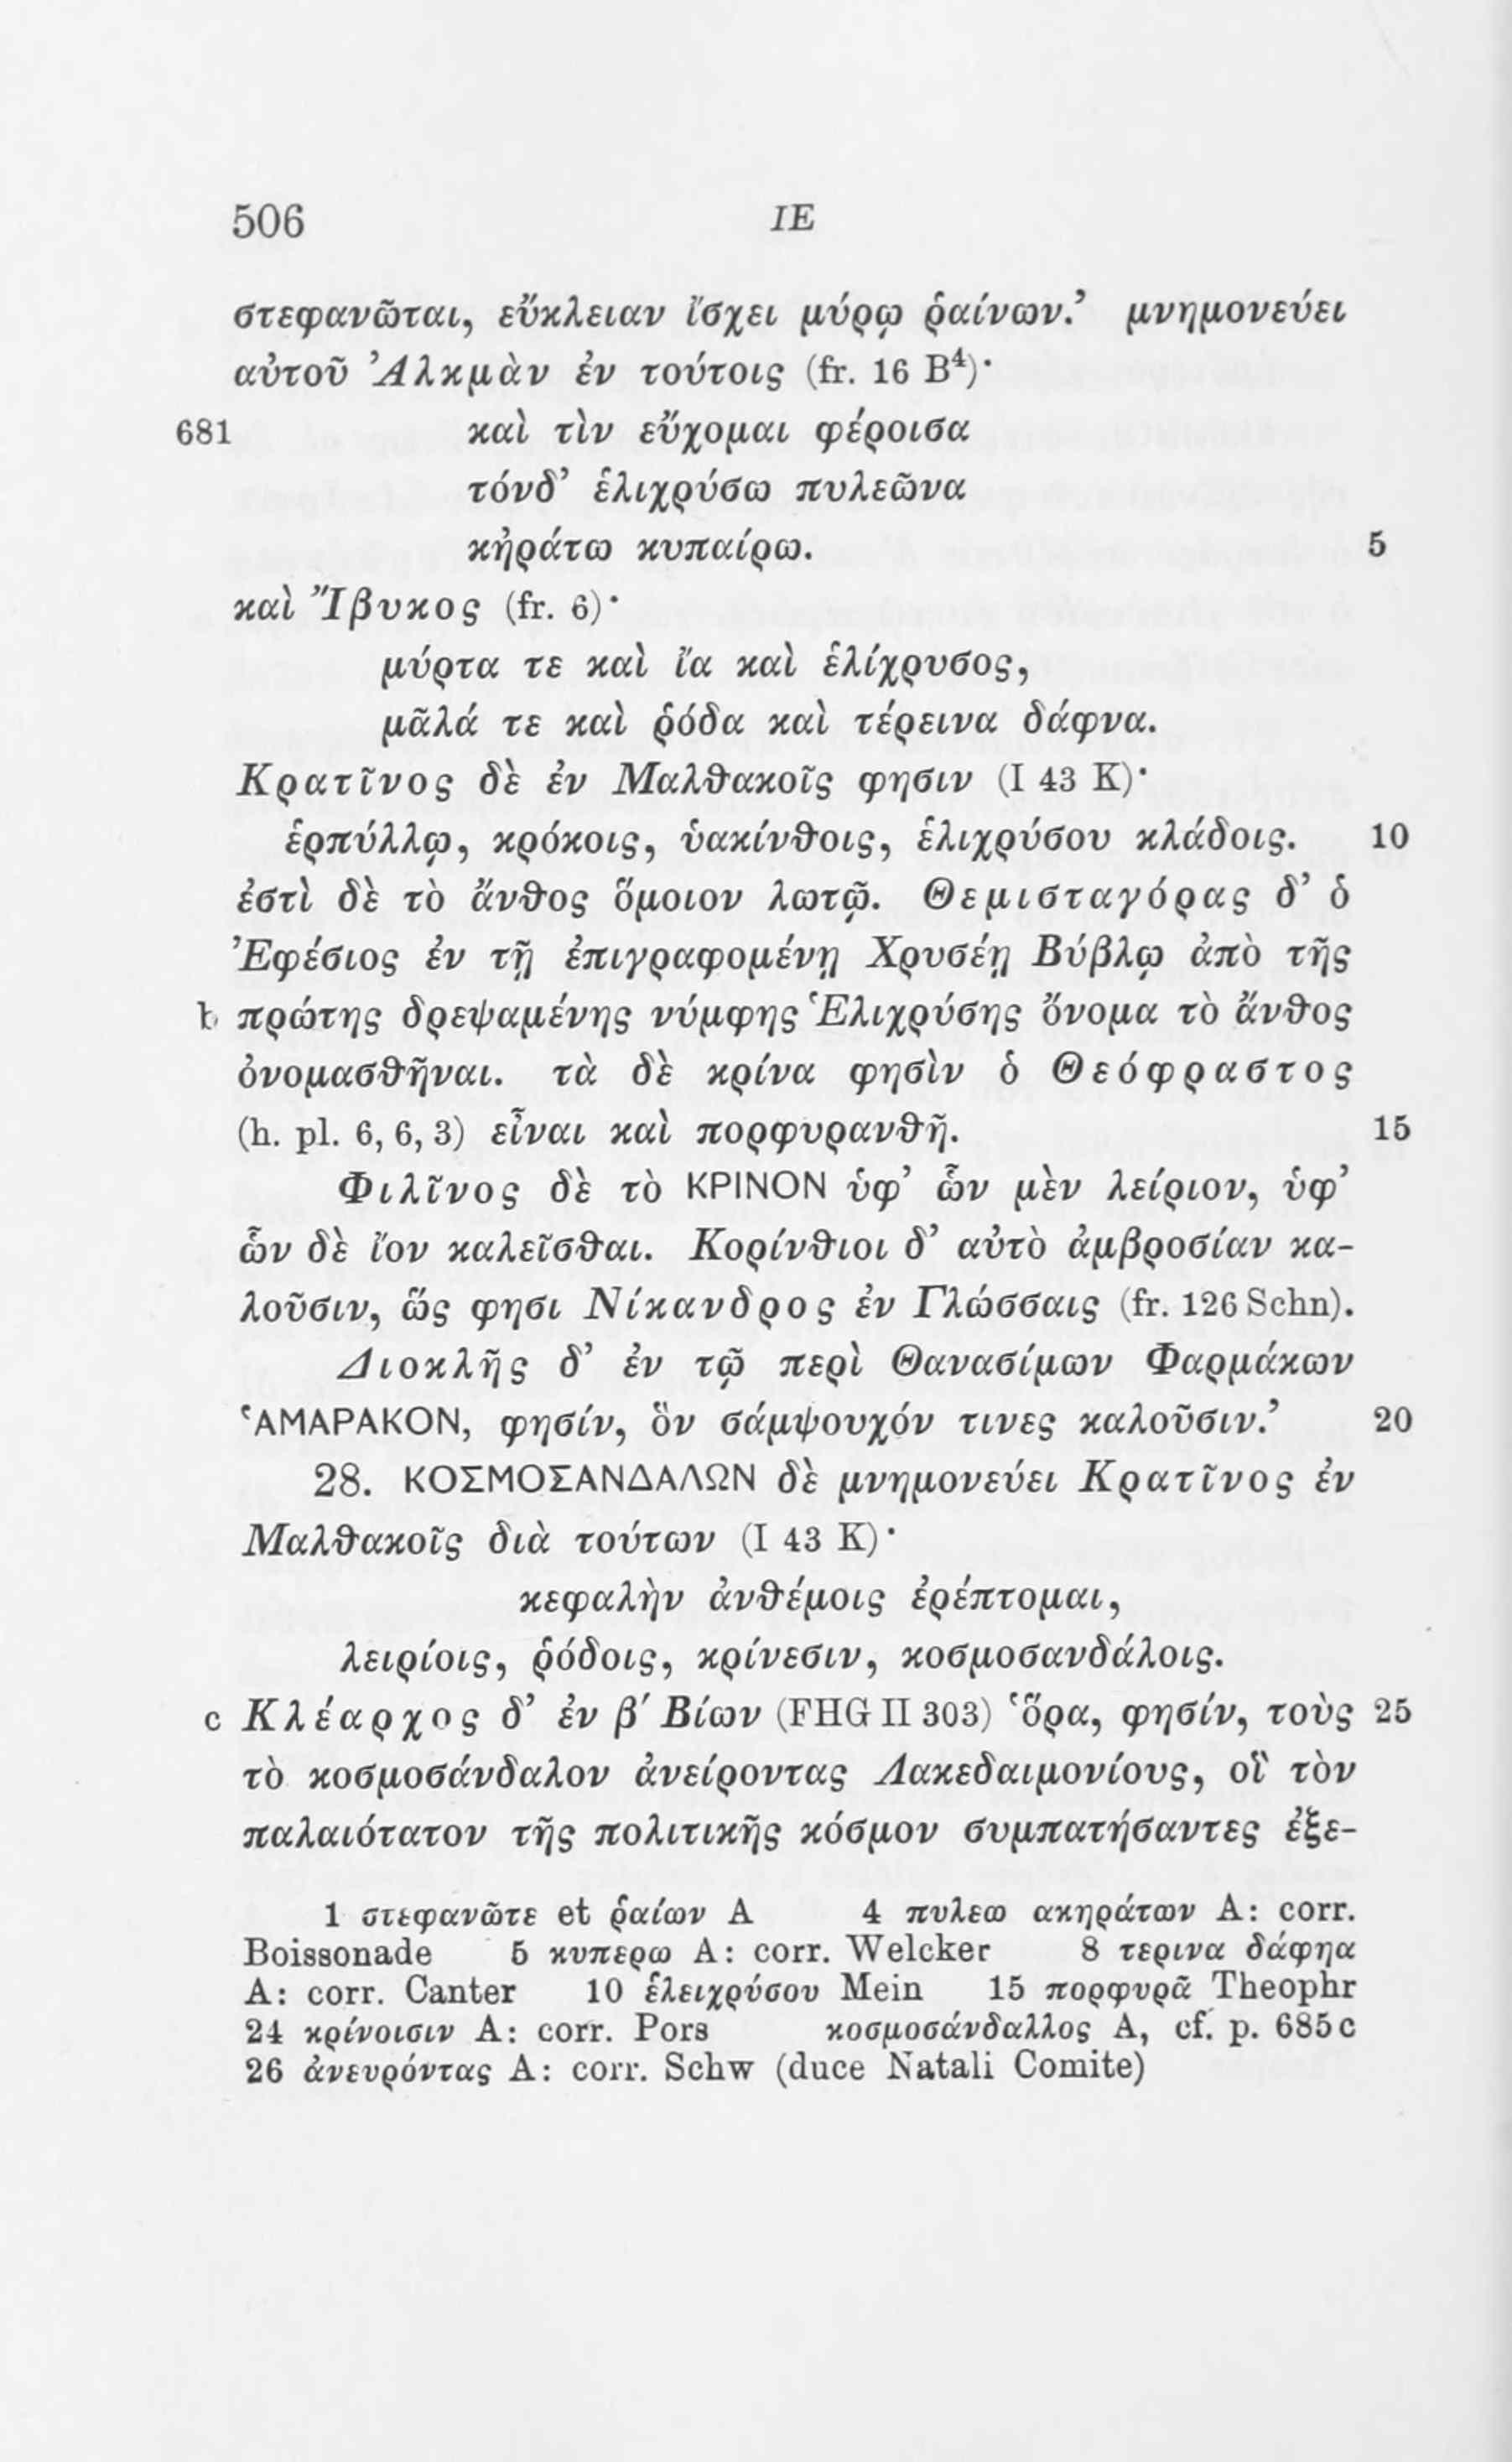 506 ΙΕ
στεφανῶται, εὔκλειαν ἴσχει μύρῳ ῥαίνων.’ μνημονεύει
αὐτοῦ Ἀλκμὰν ἐν τούτοις (fr. 16 B⁴)·
681 καὶ τὶν εὔχομαι φέροισα
τόνδ’ ἑλιχρύσω πυλεῶνα
κἠράτω κυπαίρω. 5
καὶ Ἴβυκος (fr. 6)·
μύρτα τε καὶ ἴα καὶ ἑλίχρυσος,
μᾶλά τε καὶ ῥόδα καὶ τέρεινα δάφνα.
Κρατῖνος δὲ ἐν Μαλθακοῖς φησιν (I 43 K)·
ἑρπύλλῳ, κρόκοις, ὑακίνθοις, ἑλιχρύσου κλάδοις. 10
ἐστὶ δὲ τὸ ἄνθος ὅμοιον λωτῷ. Θεμισταγόρας δ’ ὁ
Ἐφέσιος ἐν τῇ ἐπιγραφομένῃ Χρυσέῃ Βύβλῳ ἀπὸ τῆς
b πρώτης δρεψαμένης νύμφης Ἑλιχρύσης ὄνομα τὸ ἄνθος
ὀνομασθῆναι. τὰ δὲ κρίνα φησὶν ὁ Θεόφραστος
(h. pl. 6, 6, 3) εἶναι καὶ πορφυρανθῆ. 15
Φιλῖνος δὲ τὸ ΚΡΙΝΟΝ ὑφ’ ὧν μὲν λείριον, ὑφ’
ὧν δὲ ἴον καλεῖσθαι. Κορίνθιοι δ’ αὐτὸ ἀμβροσίαν κα-
λοῦσιν, ὥς φησι Νίκανδρος ἐν Γλώσσαις (fr. 126 Schn).
Διοκλῆς δ’ ἐν τῷ περὶ Θανασίμων Φαρμάκων
‘ΑΜΑΡΑΚΟΝ, φησίν, ὃν σάμψουχόν τινες καλοῦσιν.’ 20
28. ΚΟΣΜΟΣΑΝΔΑΛΩΝ δὲ μνημονεύει Κρατῖνος ἐν
Μαλθακοῖς διὰ τούτων (I 43 K)·
κεφαλὴν ἀνθέμοις ἐρέπτομαι,
λειρίοις, ῥόδοις, κρίνεσιν, κοσμοσανδάλοις.
c Κλέαρχος δ’ ἐν β′ Βίων (FHG II 303) ‘ὅρα, φησίν, τοὺς 25
τὸ κοσμοσάνδαλον ἀνείροντας Λακεδαιμονίους, οἳ τὸν
παλαιότατον τῆς πολιτικῆς κόσμον συμπατήσαντες ἐξε-
1 στεφανῶτε et ῥαίων A 4 πυλεω ακηράτων A: corr.
Boissonade 5 κυπερω A: corr. Welcker 8 τερινα δάφηα
A: corr. Canter 10 ἑλειχρύσου Mein 15 πορφυρᾶ Theophr
24 κρίνοισιν A: corr. Pors κοσμοσάνδαλλος A, cf. p. 685c
26 ἀνευρόντας A: corr. Schw (duce Natali Comite)